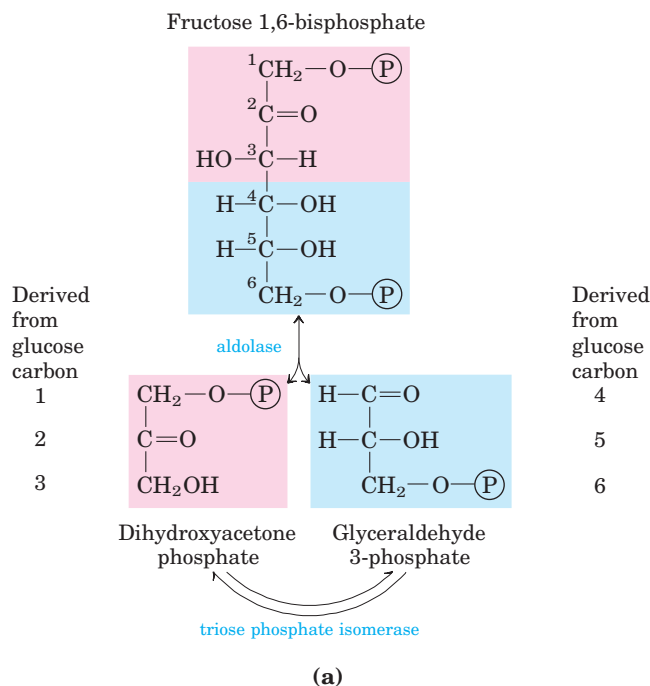 Fructose 1,6-bisphosphate
1CH2—O—P
2C=O
HO—3C—H
H—4C—OH
H—5C—OH
6CH2—O—P
Derived
from
glucose
carbon
1
2
3
aldolase
Derived
from
glucose
carbon
4
5
6
CH2—O—P
C=O
CH2OH
H—C=O
H—C—OH
CH2—O—P
Dihydroxyacetone
phosphate
Glyceraldehyde
3-phosphate
triose phosphate isomerase
(a)